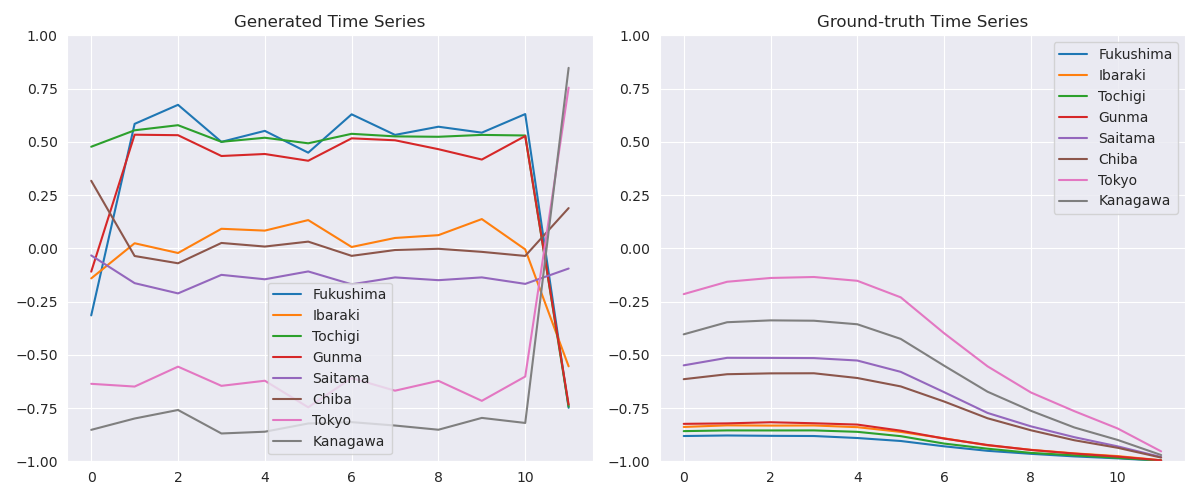 Generated Time Series
1.00
0.75
0.50
0.25
0.00
−0.25
−0.50
−0.75
−1.00
0 2 4 6 8 10
Fukushima
Ibaraki
Tochigi
Gunma
Saitama
Chiba
Tokyo
Kanagawa
Ground-truth Time Series
1.00
0.75
0.50
0.25
0.00
−0.25
−0.50
−0.75
−1.00
0 2 4 6 8 10
Fukushima
Ibaraki
Tochigi
Gunma
Saitama
Chiba
Tokyo
Kanagawa